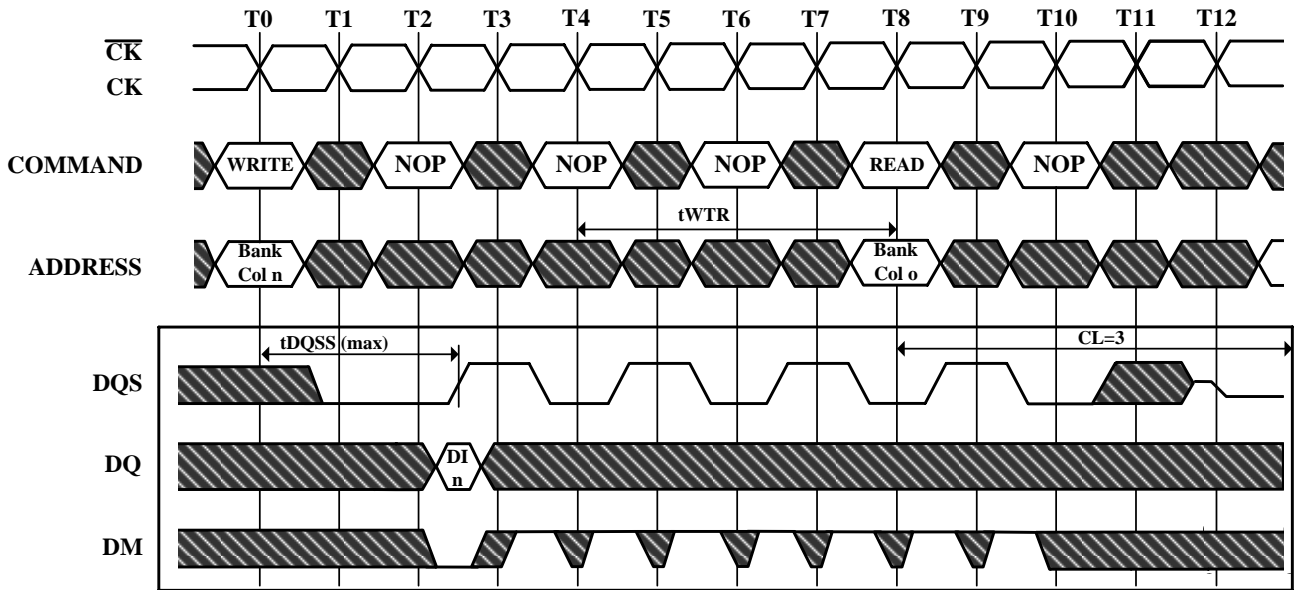 T0 T1 T2 T3 T4 T5 T6 T7 T8 T9 T10 T11 T12
CK
CK
COMMAND WRITE NOP NOP NOP READ NOP
tWTR
ADDRESS Bank Col n Bank Col o
tDQSS (max) CL=3
DQS
DQ DI n
DM